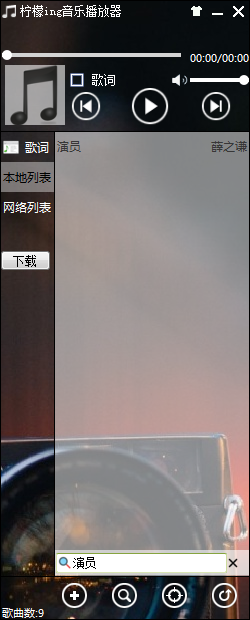 柠檬ing音乐播放器
00:00/00:00
歌词
歌词
演员 薛之谦
本地列表
网络列表
下载
演员
歌曲数:9